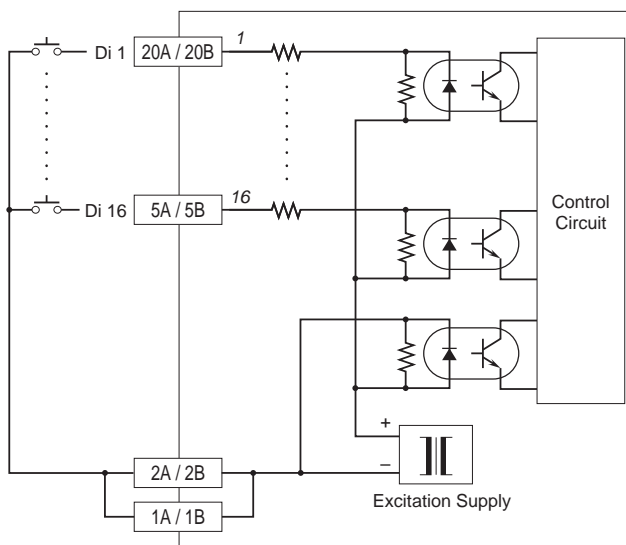 Di 1 20A / 20B 1
Di 16 5A / 5B 16
Control
Circuit
+
–
2A / 2B
1A / 1B
Excitation Supply